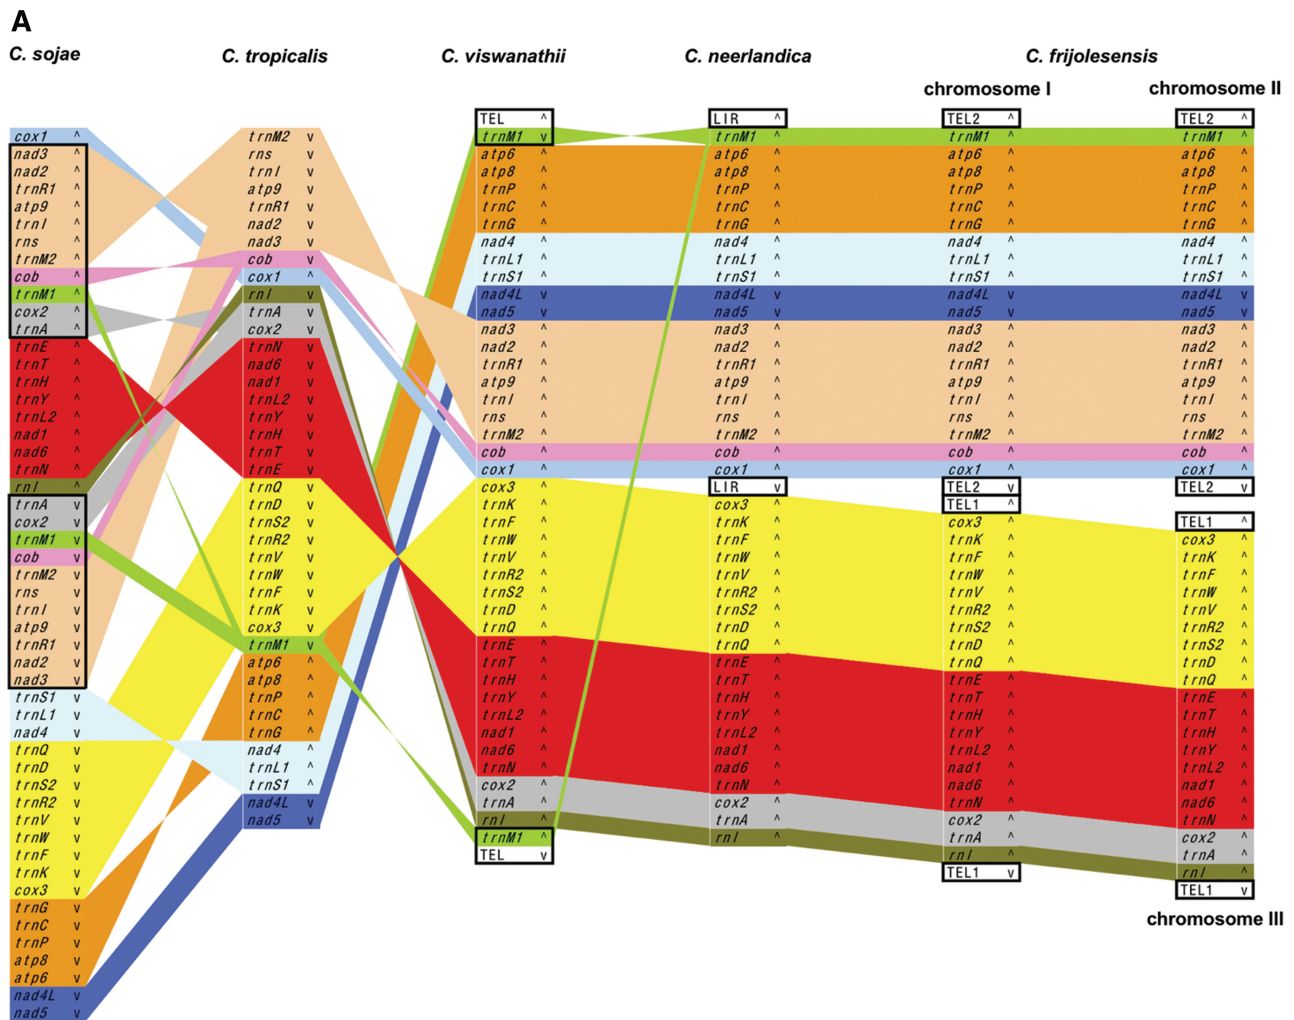 A
C. sojae
C. tropicalis
C. viswanathii
C. neerlandica
C. frijolesensis
chromosome I
chromosome II
cox1 ^
nad3 ^
nad2 ^
trnR1 ^
atp9 ^
trnI ^
rns ^
trnM2 ^
cob ^
trnM1 ^
cox2 ^
trnA ^
trnE ^
trnT ^
trnH ^
trnY ^
trnL2 ^
nad1 ^
nad6 ^
trnN ^
rnl ^
trnA v
cox2 v
trnM1 v
cob v
trnM2 v
rns v
trnI v
atp9 v
trnR1 v
nad2 v
nad3 v
trnS1 v
trnL1 v
nad4 v
trnQ v
trnD v
trnS2 v
trnR2 v
trnV v
trnW v
trnF v
trnK v
cox3 v
trnG v
trnC v
trnP v
atp8 v
atp6 v
nad4L v
nad5 v
trnM2 v
rns v
trnI v
atp9 v
trnR1 v
nad2 v
nad3 v
cob v
cox1 ^
rnl v
trnA v
cox2 v
trnN v
nad6 v
nad1 v
trnL2 v
trnY v
trnH v
trnT v
trnE v
trnQ v
trnD v
trnS2 v
trnR2 v
trnV v
trnW v
trnF v
trnK v
cox3 v
trnM1 v
atp6 ^
atp8 ^
trnP ^
trnC ^
trnG ^
nad4 ^
trnL1 ^
trnS1 ^
nad4L v
nad5 v
TEL ^
trnM1 v
atp6 ^
atp8 ^
trnP ^
trnC ^
trnG ^
nad4 ^
trnL1 ^
trnS1 ^
nad4L v
nad5 v
nad3 ^
nad2 ^
trnR1 ^
atp9 ^
trnI ^
rns ^
trnM2 ^
cob ^
cox1 ^
cox3 ^
trnK ^
trnF ^
trnW ^
trnV ^
trnR2 ^
trnS2 ^
trnD ^
trnQ ^
trnE ^
trnT ^
trnH ^
trnY ^
trnL2 ^
nad1 ^
nad6 ^
trnN ^
cox2 ^
trnA ^
rnl ^
trnM1 ^
TEL v
LIR ^
trnM1 ^
atp6 ^
atp8 ^
trnP ^
trnC ^
trnG ^
nad4 ^
trnL1 ^
trnS1 ^
nad4L v
nad5 v
nad3 ^
nad2 ^
trnR1 ^
atp9 ^
trnI ^
rns ^
trnM2 ^
cob ^
cox1 ^
LIR v
cox3 ^
trnK ^
trnF ^
trnW ^
trnV ^
trnR2 ^
trnS2 ^
trnD ^
trnQ ^
trnE ^
trnT ^
trnH ^
trnY ^
trnL2 ^
nad1 ^
nad6 ^
trnN ^
cox2 ^
trnA ^
rnl ^
TEL2 ^
trnM1 ^
atp6 ^
atp8 ^
trnP ^
trnC ^
trnG ^
nad4 ^
trnL1 ^
trnS1 ^
nad4L v
nad5 v
nad3 ^
nad2 ^
trnR1 ^
atp9 ^
trnI ^
rns ^
trnM2 ^
cob ^
cox1 ^
TEL2 v
TEL1 ^
cox3 ^
trnK ^
trnF ^
trnW ^
trnV ^
trnR2 ^
trnS2 ^
trnD ^
trnQ ^
trnE ^
trnT ^
trnH ^
trnY ^
trnL2 ^
nad1 ^
nad6 ^
trnN ^
cox2 ^
trnA ^
rnl ^
TEL1 v
TEL2 ^
trnM1 ^
atp6 ^
atp8 ^
trnP ^
trnC ^
trnG ^
nad4 ^
trnL1 ^
trnS1 ^
nad4L v
nad5 v
nad3 ^
nad2 ^
trnR1 ^
atp9 ^
trnI ^
rns ^
trnM2 ^
cob ^
cox1 ^
TEL2 v
TEL1 ^
cox3 ^
trnK ^
trnF ^
trnW ^
trnV ^
trnR2 ^
trnS2 ^
trnD ^
trnQ ^
trnE ^
trnT ^
trnH ^
trnY ^
trnL2 ^
nad1 ^
nad6 ^
trnN ^
cox2 ^
trnA ^
rnl ^
TEL1 v
chromosome III